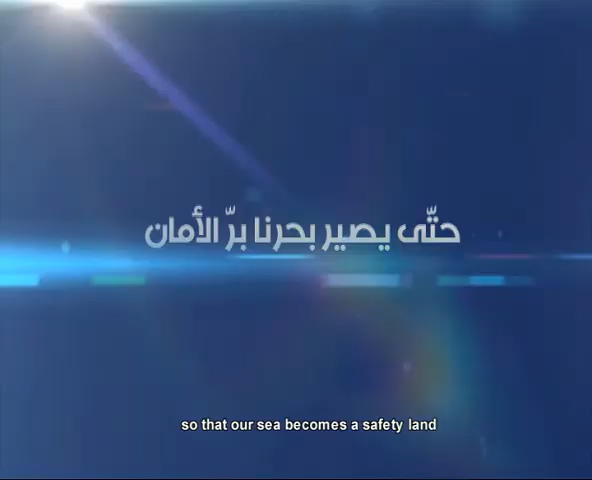 حتّى يصير بحرنا برّ الأمان
so that our sea becomes a safety land